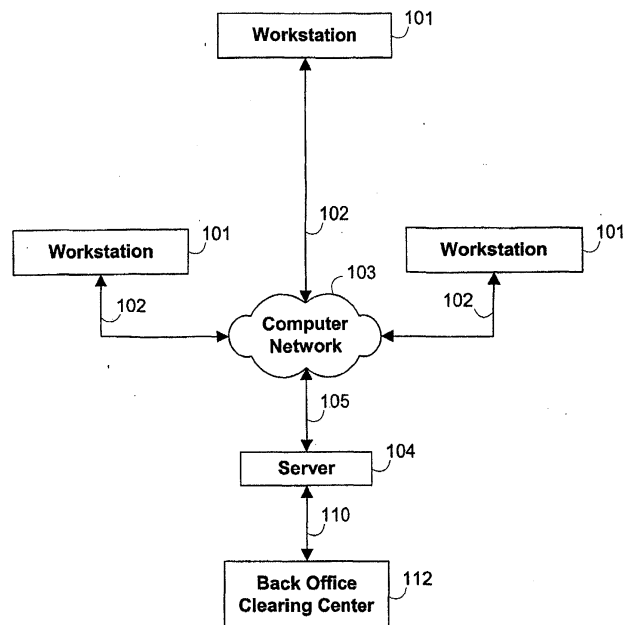 Workstation 101
102
Workstation 101
Workstation 101
102
103
102
Computer
Network
105
Server 104
110
Back Office
Clearing Center 112